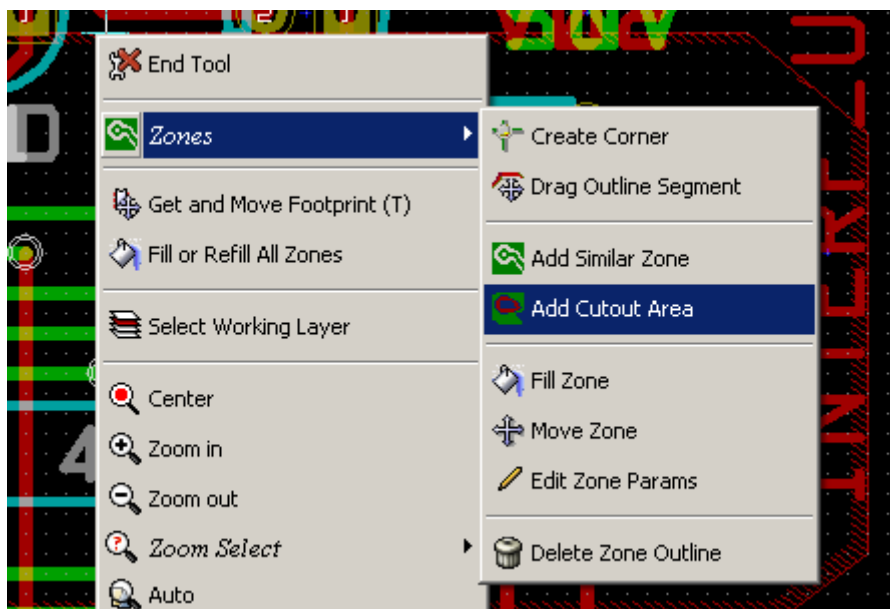 End Tool
Zones
Get and Move Footprint (T)
Fill or Refill All Zones
Select Working Layer
Center
Zoom in
Zoom out
Zoom Select
Auto
Create Corner
Drag Outline Segment
Add Similar Zone
Add Cutout Area
Fill Zone
Move Zone
Edit Zone Params
Delete Zone Outline